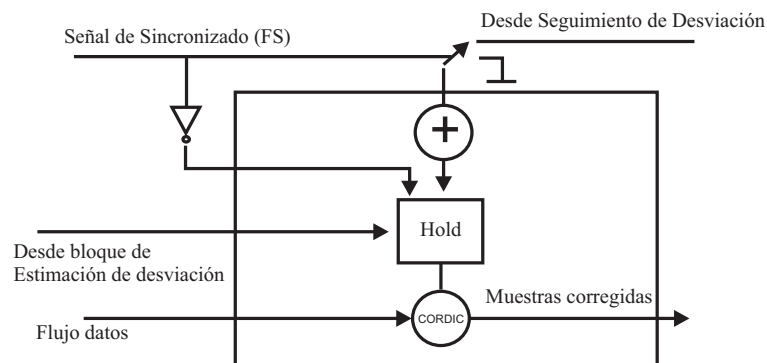 Desde Seguimiento de Desviación
Señal de Sincronizado (FS)
+
Hold
Desde bloque de
Estimación de desviación
Muestras corregidas
CORDIC
Flujo datos